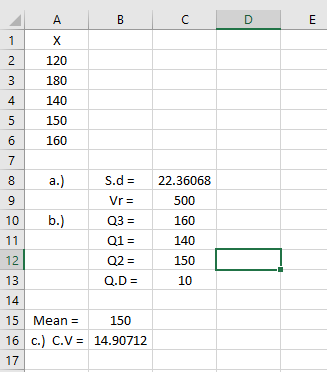 A B C D E
1 X
2 120
3 180
4 140
5 150
6 160
7
8 a.) S.d = 22.36068
9 Vr = 500
10 b.) Q3 = 160
11 Q1 = 140
12 Q2 = 150
13 Q.D = 10
14
15 Mean = 150
16 c.) C.V = 14.90712
17